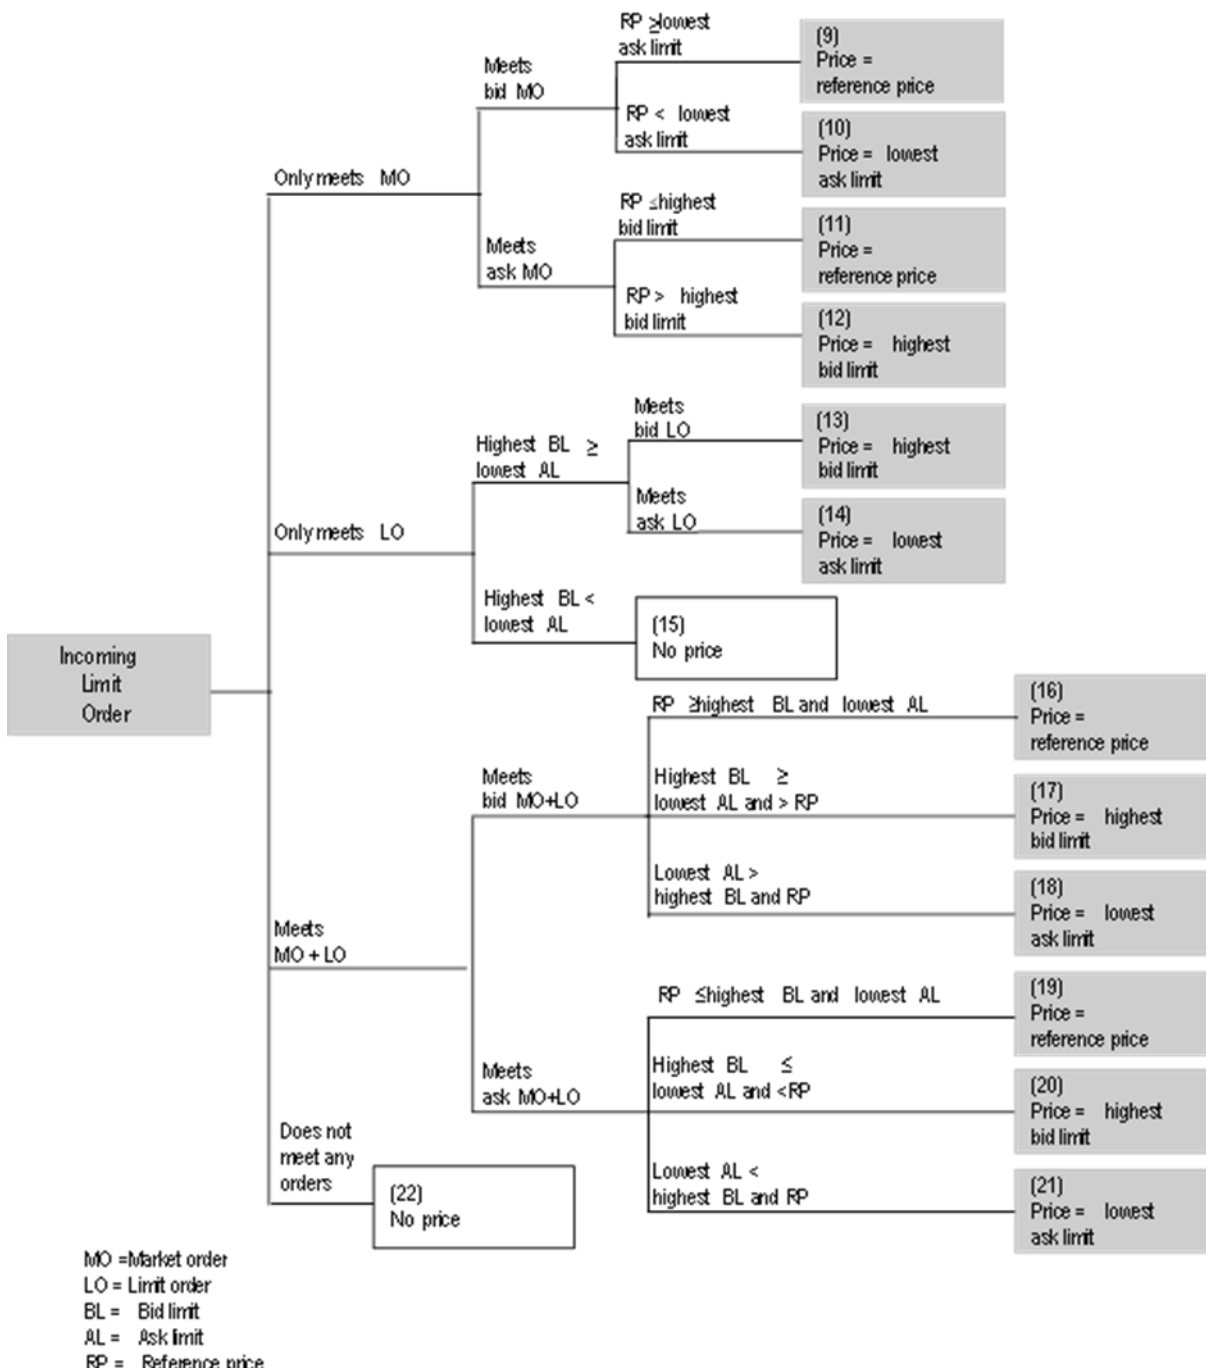 RP ≥lowest
ask limit
(9)
Price =
reference price
Meets
bid MO
RP < lowest
ask limit
(10)
Price = lowest
ask limit
Only meets MO
RP ≤highest
bid limit
(11)
Price =
reference price
Meets
ask MO
RP > highest
bid limit
(12)
Price = highest
bid limit
Meets
bid LO
(13)
Price = highest
bid limit
Highest BL ≥
lowest AL
Meets
ask LO
(14)
Price = lowest
ask limit
Only meets LO
Highest BL <
lowest AL
(15)
No price
Incoming
Limit
Order
RP ≥highest BL and lowest AL
(16)
Price =
reference price
Meets
bid MO+LO
Highest BL ≥
lowest AL and > RP
(17)
Price = highest
bid limit
Lowest AL >
highest BL and RP
(18)
Price = lowest
ask limit
Meets
MO + LO
RP ≤highest BL and lowest AL
(19)
Price =
reference price
Meets
ask MO+LO
Highest BL ≤
lowest AL and <RP
(20)
Price = highest
bid limit
Lowest AL <
highest BL and RP
(21)
Price = lowest
ask limit
Does not
meet any
orders
(22)
No price
MO =Market order
LO = Limit order
BL = Bid limit
AL = Ask limit
RP = Reference price